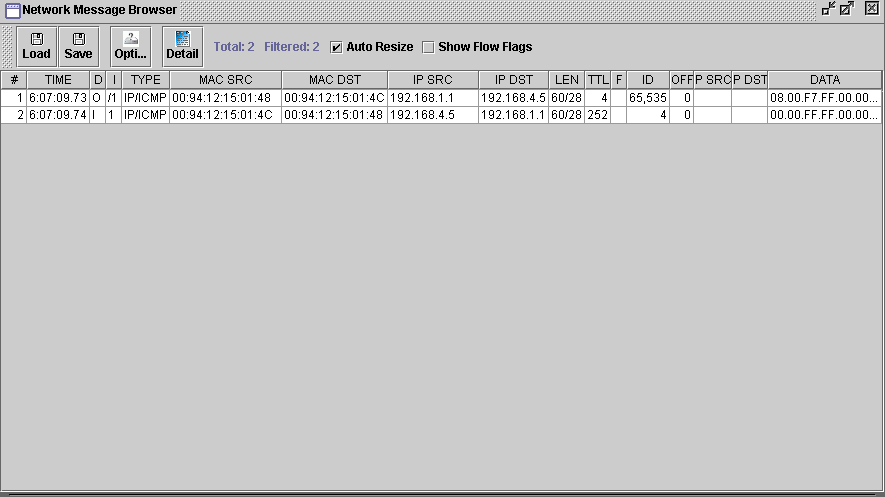 Network Message Browser
Load Save Opti... Detail Total: 2 Filtered: 2 Auto Resize Show Flow Flags
# TIME D I TYPE MAC SRC MAC DST IP SRC IP DST LEN TTL F ID OFF P SRC P DST DATA
1 6:07:09.73 O /1 IP/ICMP 00:94:12:15:01:48 00:94:12:15:01:4C 192.168.1.1 192.168.4.5 60/28 4 65,535 0 08.00.F7.FF.00.00...
2 6:07:09.74 I 1 IP/ICMP 00:94:12:15:01:4C 00:94:12:15:01:48 192.168.4.5 192.168.1.1 60/28 252 4 0 00.00.FF.FF.00.00...